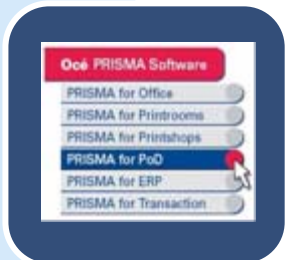 Océ PRISMA Software
PRISMA for Office
PRISMA for Printrooms
PRISMA for Printshops
PRISMA for PoD
PRISMA for ERP
PRISMA for Transaction